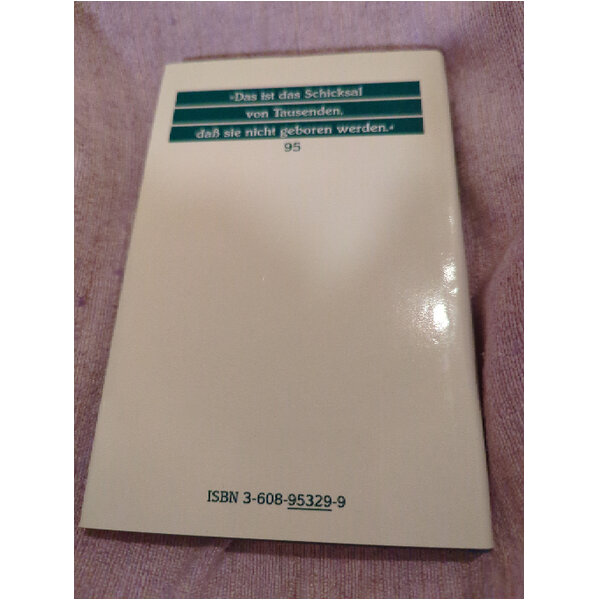 »Das ist das Schicksal
von Tausenden,
daß sie nicht geboren werden.«
95
ISBN 3-608-95329-9